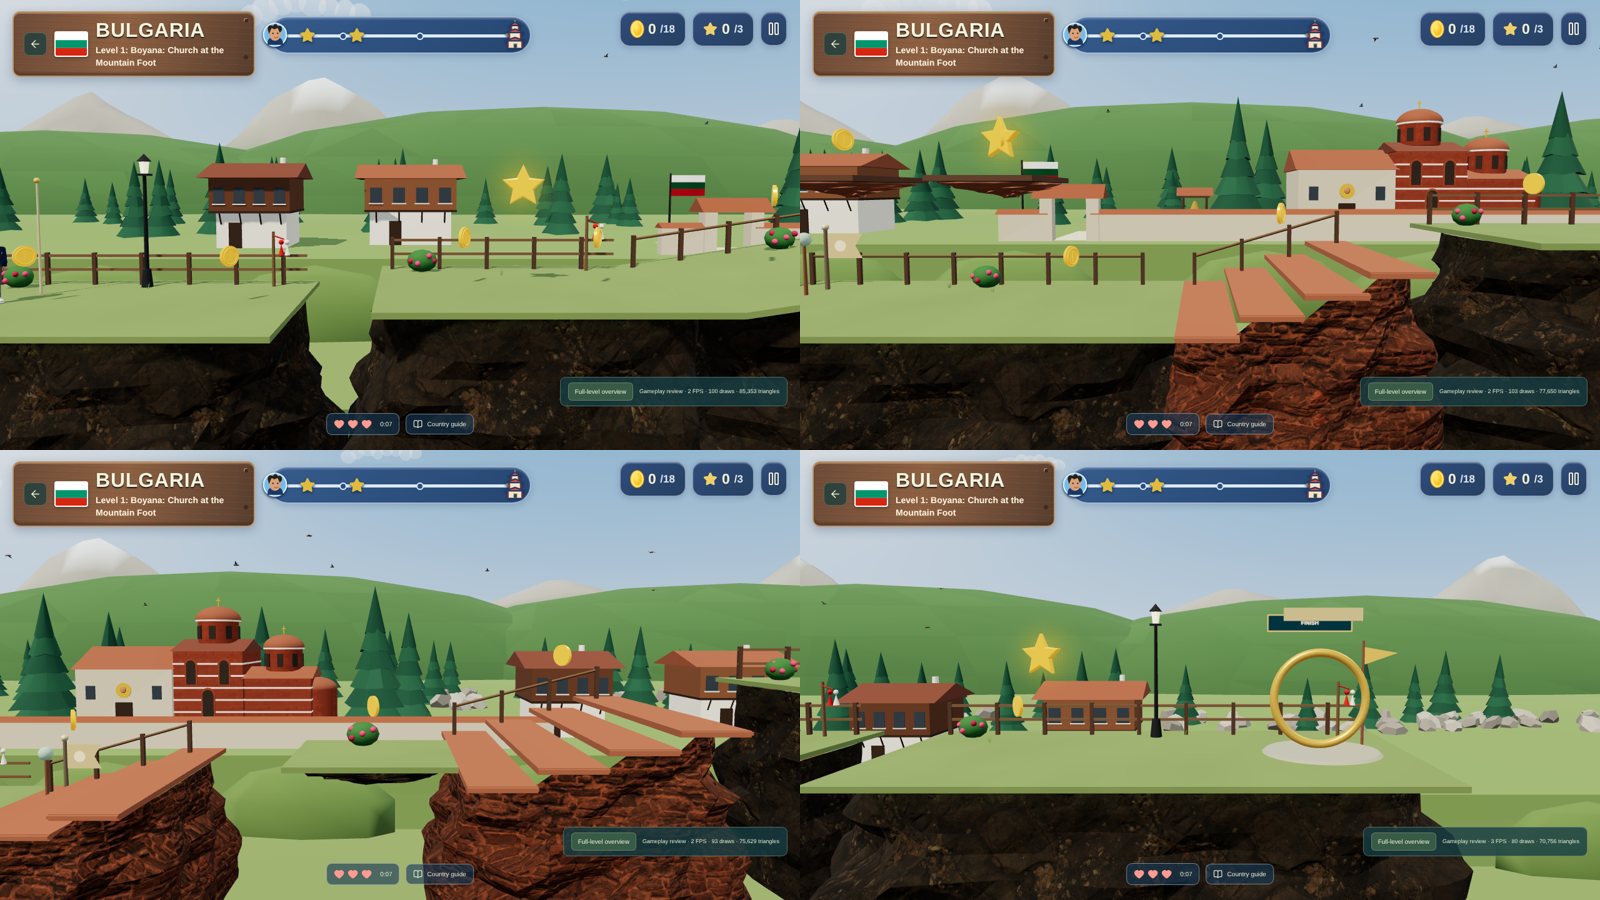 BULGARIA
Level 1: Boyana: Church at the
Mountain Foot
0 /18
0 /3
Full-level overview
Gameplay review · 2 FPS · 100 draws · 85,353 triangles
0:07
Country guide
BULGARIA
Level 1: Boyana: Church at the
Mountain Foot
0 /18
0 /3
Full-level overview
Gameplay review · 2 FPS · 103 draws · 77,650 triangles
0:07
Country guide
BULGARIA
Level 1: Boyana: Church at the
Mountain Foot
0 /18
0 /3
Full-level overview
Gameplay review · 2 FPS · 93 draws · 75,629 triangles
0:07
Country guide
BULGARIA
Level 1: Boyana: Church at the
Mountain Foot
0 /18
0 /3
FINISH
Full-level overview
Gameplay review · 3 FPS · 80 draws · 70,756 triangles
0:07
Country guide